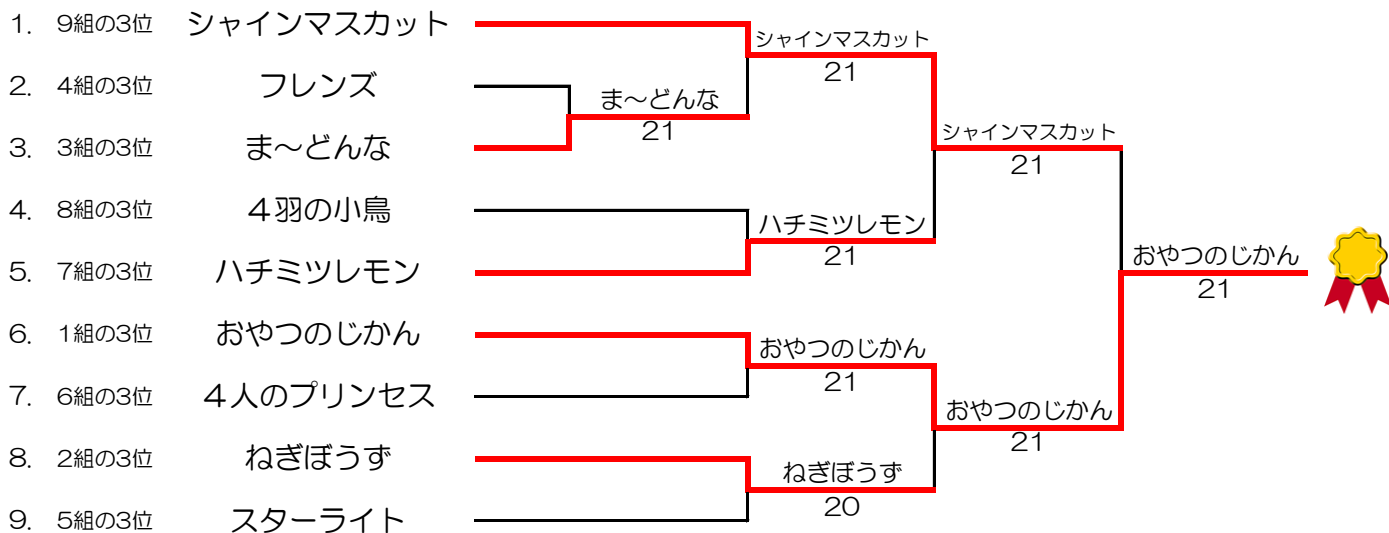 1. 9組の3位 シャインマスカット
2. 4組の3位 フレンズ
3. 3組の3位 ま～どんな
4. 8組の3位 ４羽の小鳥
5. 7組の3位 ハチミツレモン
6. 1組の3位 おやつのじかん
7. 6組の3位 ４人のプリンセス
8. 2組の3位 ねぎぼうず
9. 5組の3位 スターライト
ま～どんな
21
シャインマスカット
21
ハチミツレモン
21
おやつのじかん
21
ねぎぼうず
20
シャインマスカット
21
おやつのじかん
21
おやつのじかん
21